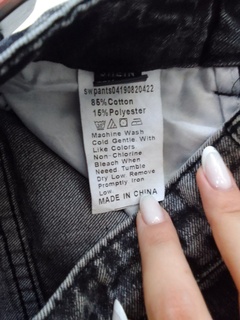 swpants04190820422
85%Cotton
15%Polyester
Machine Wash
Cold Gentle With
Like Colors
Non-Chlorine
Bleach When
Neeed Tumble
Dry Low Remove
Promptly Iron
Low
MADE IN CHINA